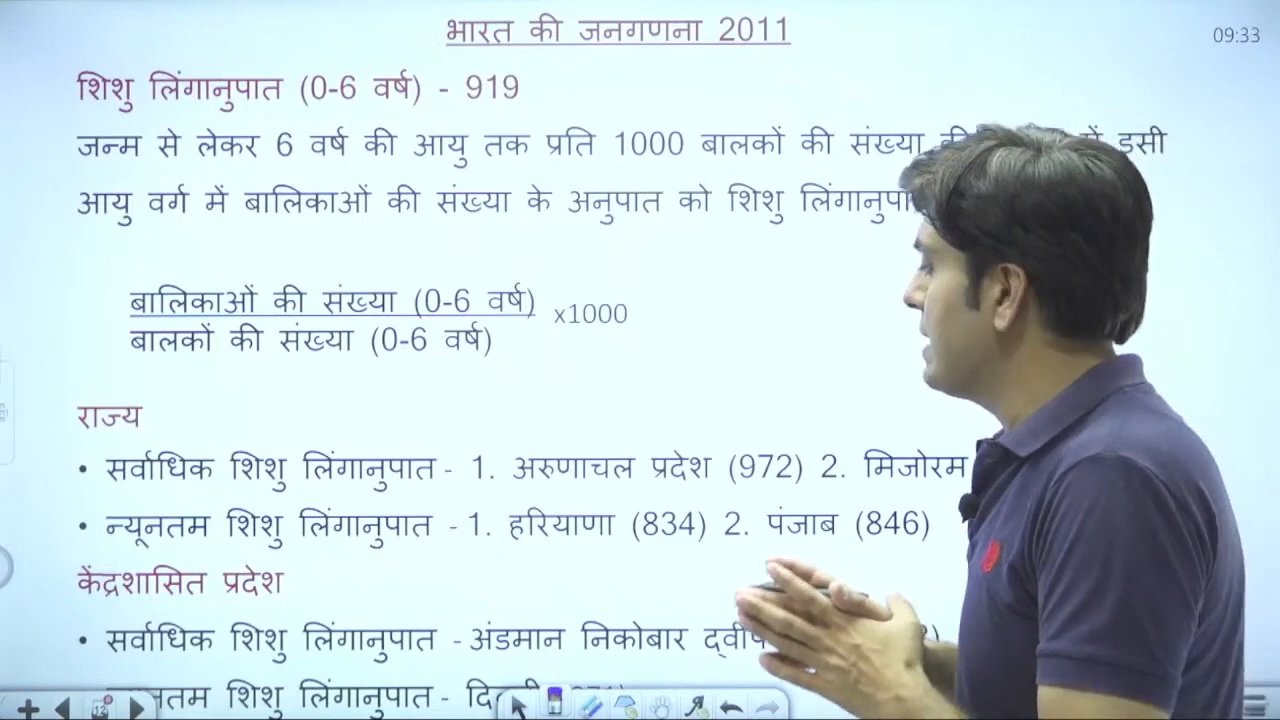 भारत की जनगणना 2011
09:33
शिशु लिंगानुपात (0-6 वर्ष) - 919
जन्म से लेकर 6 वर्ष की आयु तक प्रति 1000 बालकों की संख्या में इसी
आयु वर्ग में बालिकाओं की संख्या के अनुपात को शिशु
बालिकाओं की संख्या (0-6 वर्ष)
x1000
बालकों की संख्या (0-6 वर्ष)
राज्य
• सर्वाधिक शिशु लिंगानुपात - 1. अरुणाचल प्रदेश (972) 2. मिजोरम
• न्यूनतम शिशु लिंगानुपात - 1. हरियाणा (834) 2. पंजाब (846)
केंद्रशासित प्रदेश
• सर्वाधिक शिशु लिंगानुपात - अंडमान निकोबार
शिशु लिंगानुपात -
12